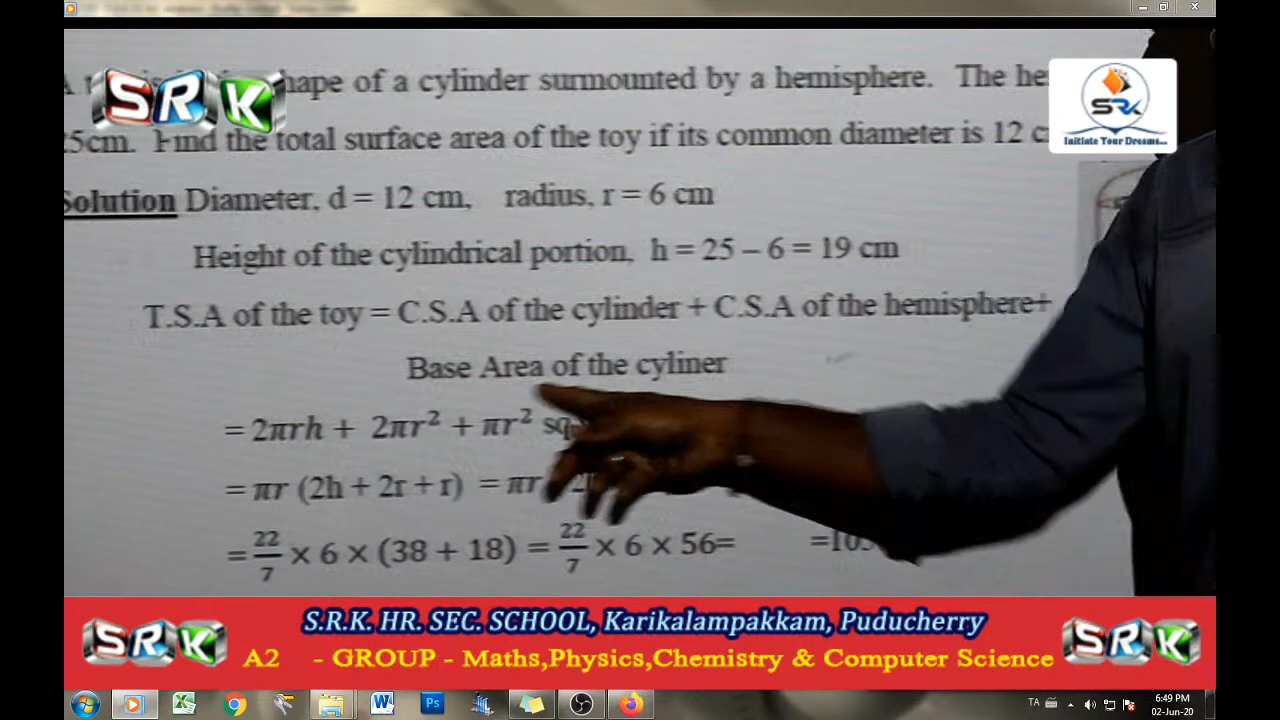 SRK
hape of a cylinder surmounted by a hemisphere. The
SRK
Initiate Your Dreams...
25cm. Find the total surface area of the toy if its common diameter is 12
Solution Diameter, d = 12 cm, radius, r = 6 cm
Height of the cylindrical portion, h = 25 – 6 = 19 cm
T.S.A of the toy = C.S.A of the cylinder + C.S.A of the hemisphere+
Base Area of the cyliner
= 2πrh + 2πr² + πr² sq
= πr (2h + 2r + r) = πr
= 22/7 × 6 × (38 + 18) = 22/7 × 6 × 56=
SRK
S.R.K. HR. SEC. SCHOOL, Karikalampakkam, Puducherry
A2 - GROUP - Maths,Physics,Chemistry & Computer Science
SRK
TA
6:49 PM
02-Jun-20